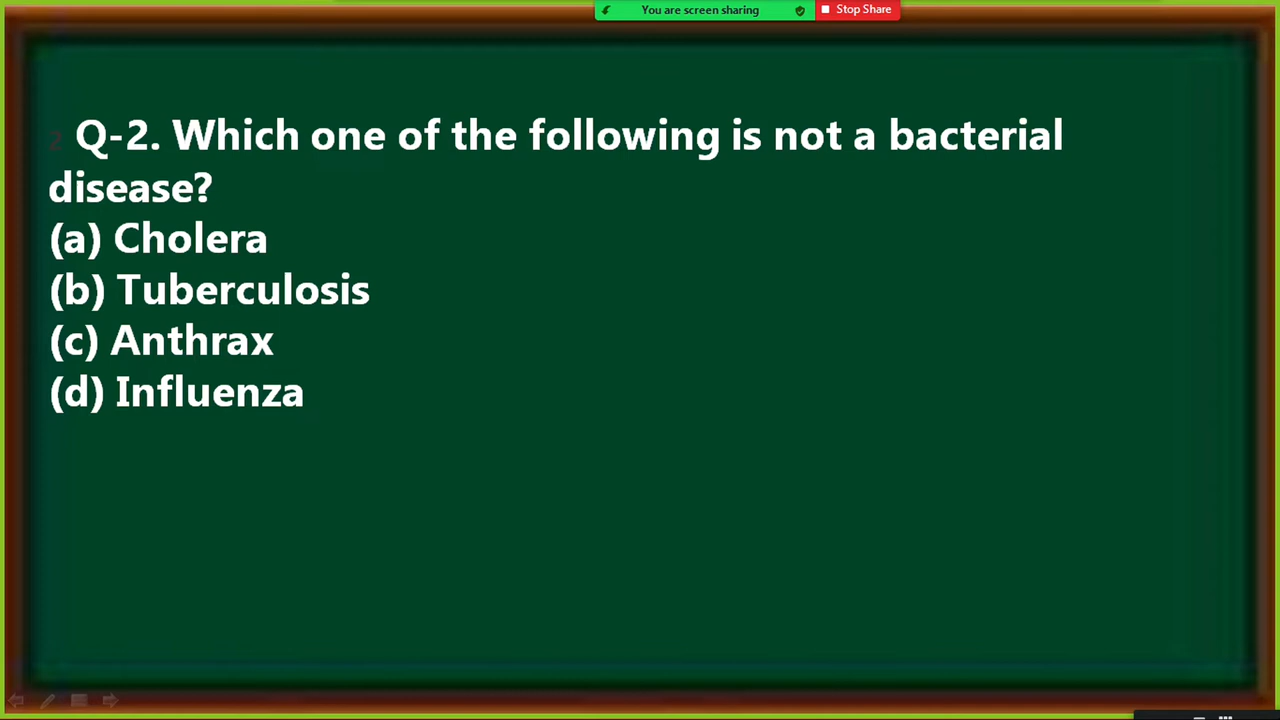 You are screen sharing Stop Share
2 Q-2. Which one of the following is not a bacterial
disease?
(a) Cholera
(b) Tuberculosis
(c) Anthrax
(d) Influenza